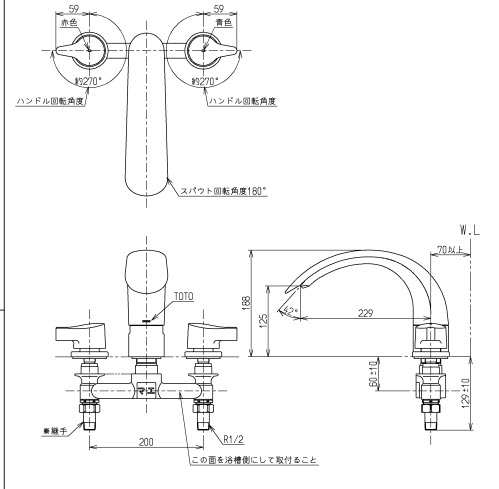 59
59
赤色
青色
約270°
約270°
ハンドル回転角度
ハンドル回転角度
スパウト回転角度180°
W.L
70以上
TOTO
188
125
42°
229
60±10
129±10
マエ
※継手
R1/2
200
この面を浴槽側にして取付ること